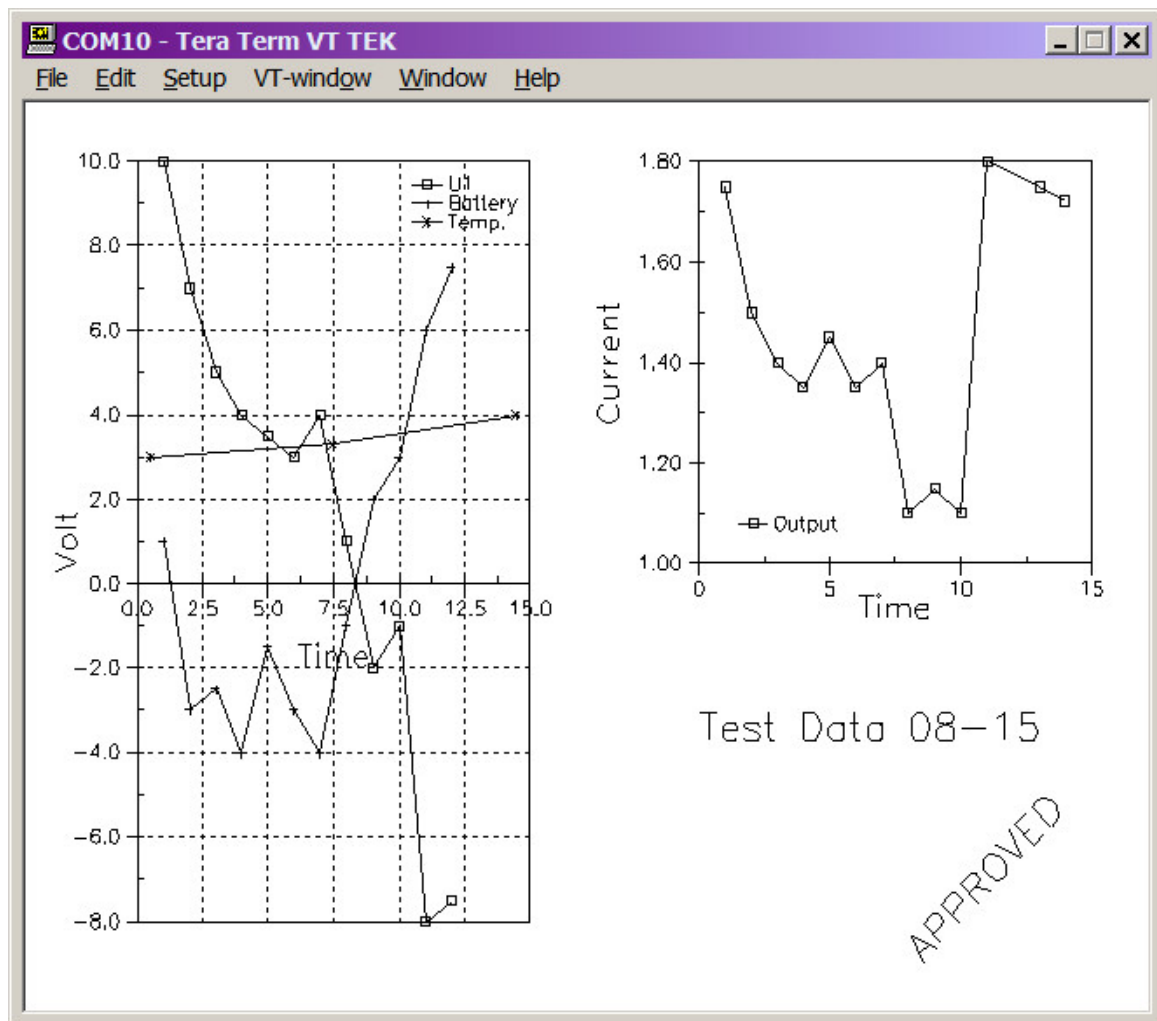 COM10 - Tera Term VT TEK
File Edit Setup VT-window Window Help
10.0
8.0
6.0
4.0
2.0
0.0
-2.0
-4.0
-6.0
-8.0
Volt
0.0 2.5 5.0 7.5 10.0 12.5 15.0
Time
U1
Battery
Temp.
1.80
1.60
1.40
1.20
1.00
Current
Output
0 5 10 15
Time
Test Data 08-15
APPROVED